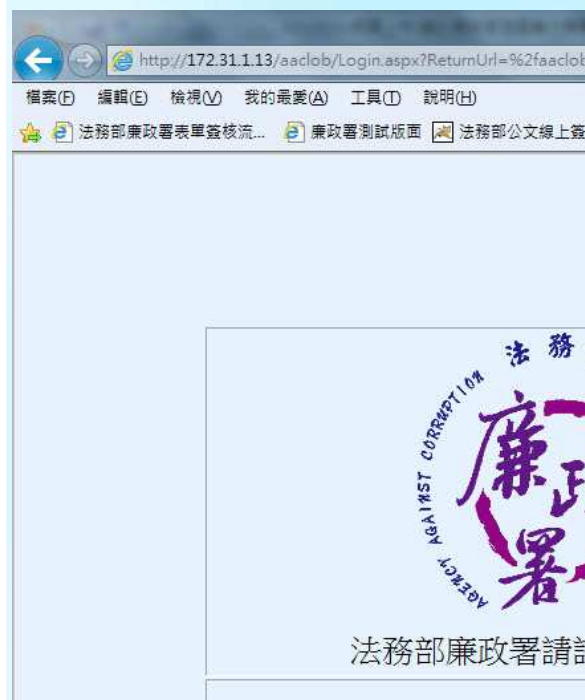 http://172.31.1.13/aaclob/Login.aspx?ReturnUrl=%2faaclob
檔案(F) 編輯(E) 檢視(V) 我的最愛(A) 工具(T) 說明(H)
法務部廉政署表單簽核流... 廉政署測試版面 法務部公文線上簽
法務
AGENCY AGAINST CORRUPTION
廉政
署
法務部廉政署請